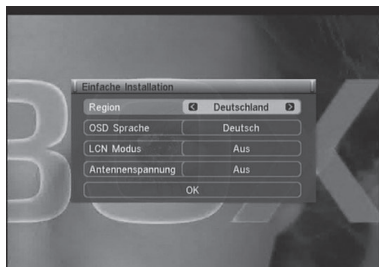 Einfache Installation
Region Deutschland
OSD Sprache Deutsch
LCN Modus Aus
Antennenspannung Aus
OK